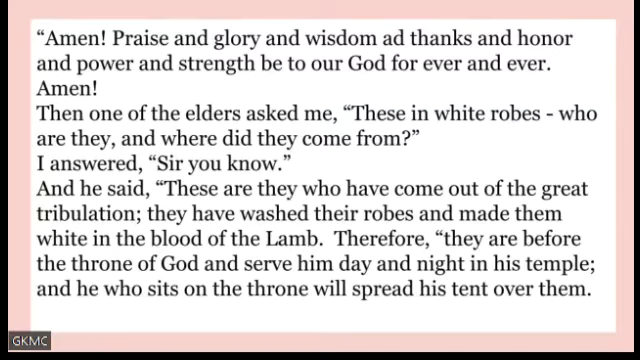 “Amen! Praise and glory and wisdom ad thanks and honor
and power and strength be to our God for ever and ever.
Amen!
Then one of the elders asked me, “These in white robes - who
are they, and where did they come from?”
I answered, “Sir you know.”
And he said, “These are they who have come out of the great
tribulation; they have washed their robes and made them
white in the blood of the Lamb.  Therefore, “they are before
the throne of God and serve him day and night in his temple;
and he who sits on the throne will spread his tent over them.
GKMC